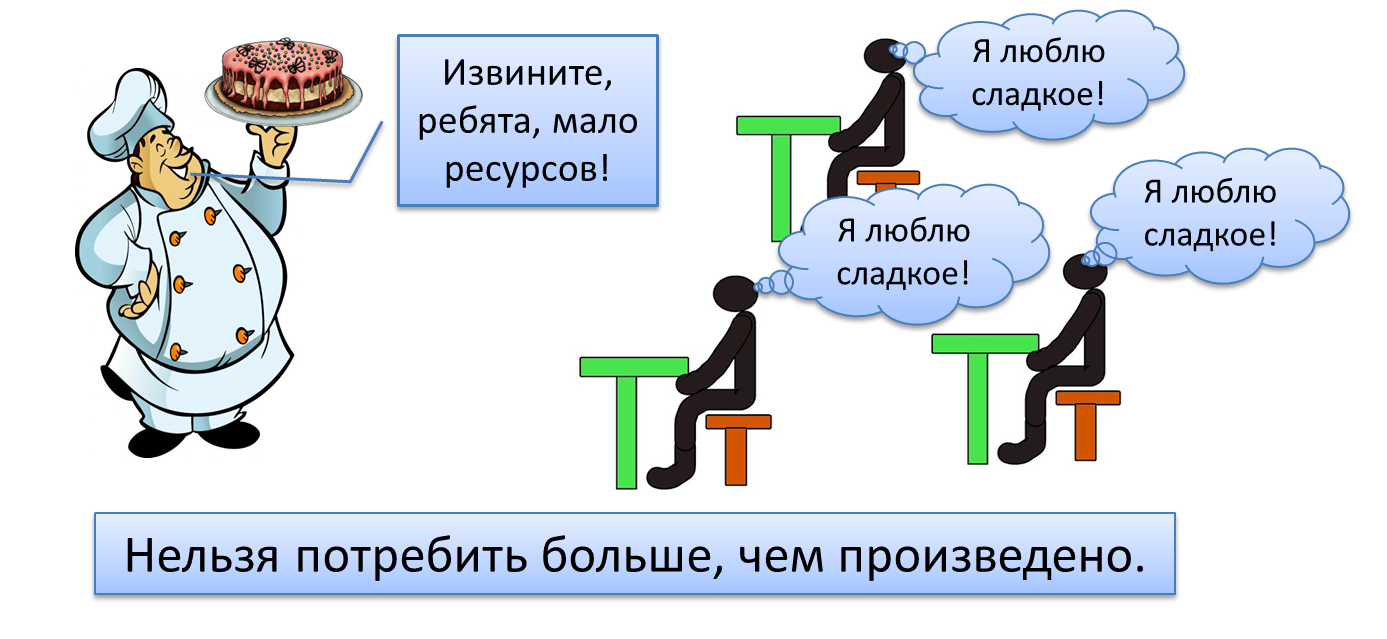 Извините,
ребята, мало
ресурсов!
Я люблю
сладкое!
Я люблю
сладкое!
Я люблю
сладкое!
Нельзя потребить больше, чем произведено.